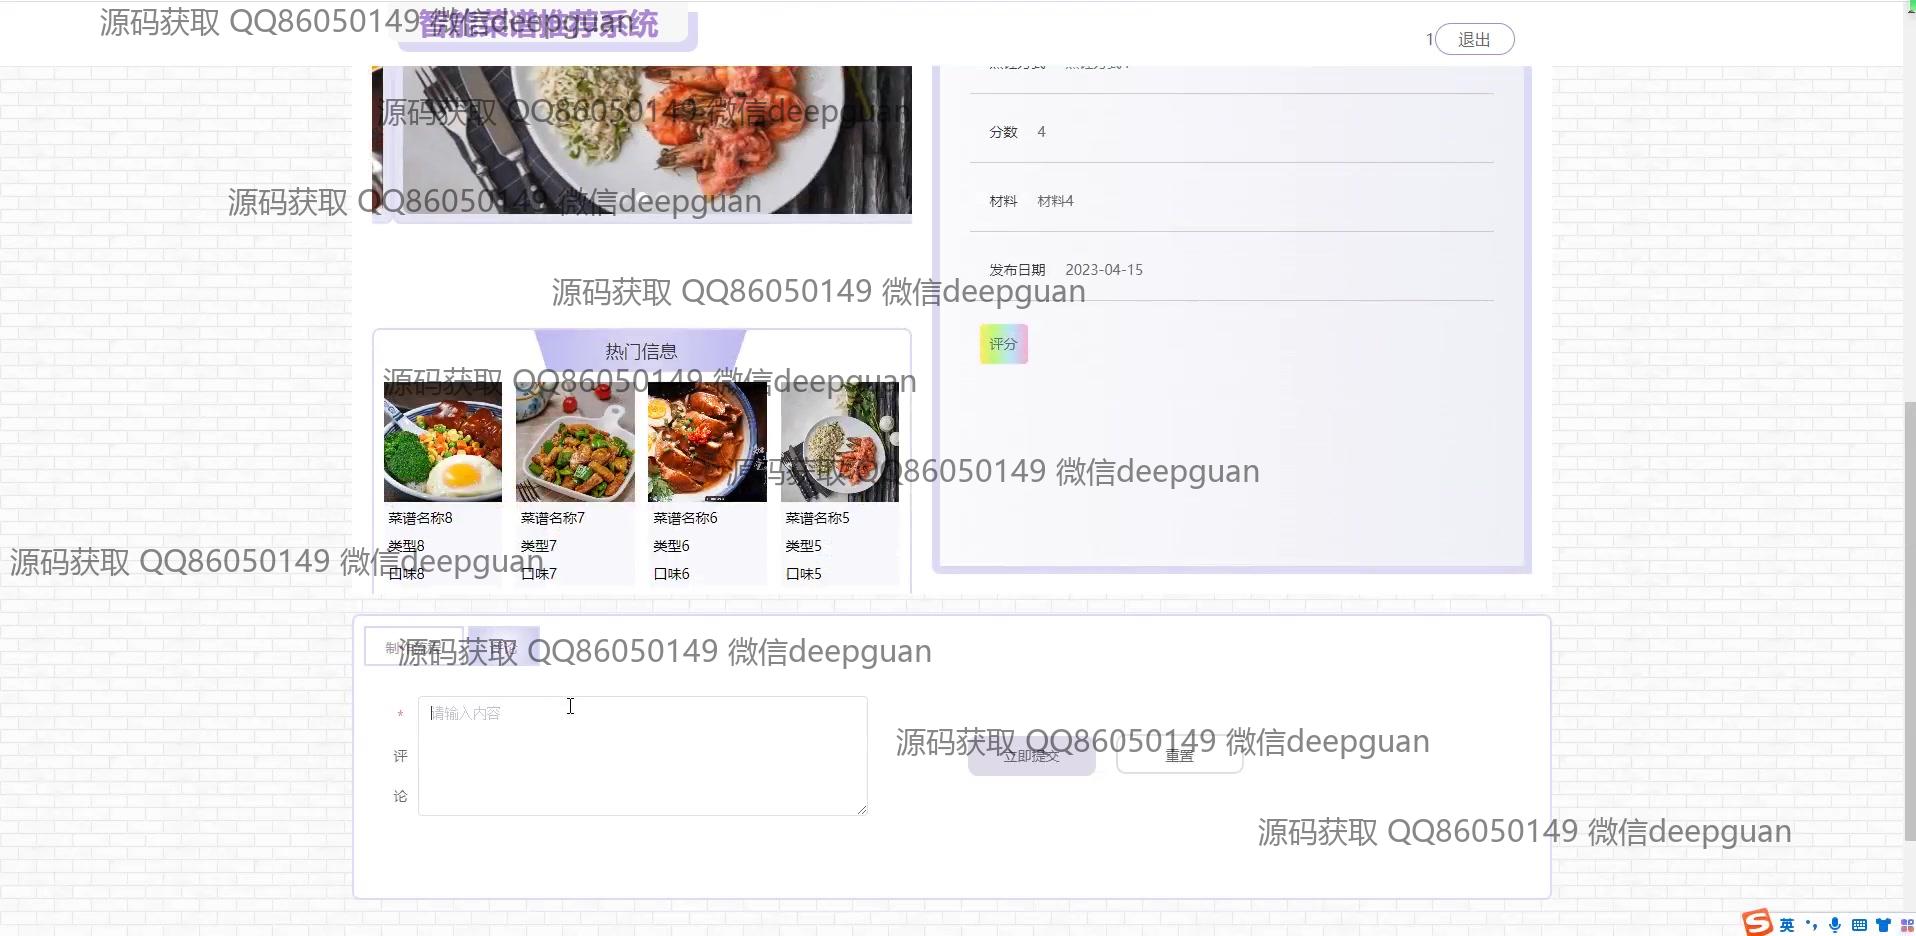 源码获取 QQ86050149 微信deepguan
智能菜谱推荐系统
1
退出
源码获取 QQ86050149 微信deepguan
分数 4
源码获取 QQ86050149 微信deepguan
材料 材料4
发布日期 2023-04-15
源码获取 QQ86050149 微信deepguan
评分
热门信息
源码获取 QQ86050149 微信deepguan
源码获取 QQ86050149 微信deepguan
菜谱名称8 菜谱名称7 菜谱名称6 菜谱名称5
类型8 类型7 类型6 类型5
源码获取 QQ86050149 微信deepguan
口味8 口味7 口味6 口味5
源码获取 QQ86050149 微信deepguan
请输入内容
* 评论
源码获取 QQ86050149 微信deepguan
立即提交 重置
源码获取 QQ86050149 微信deepguan
英